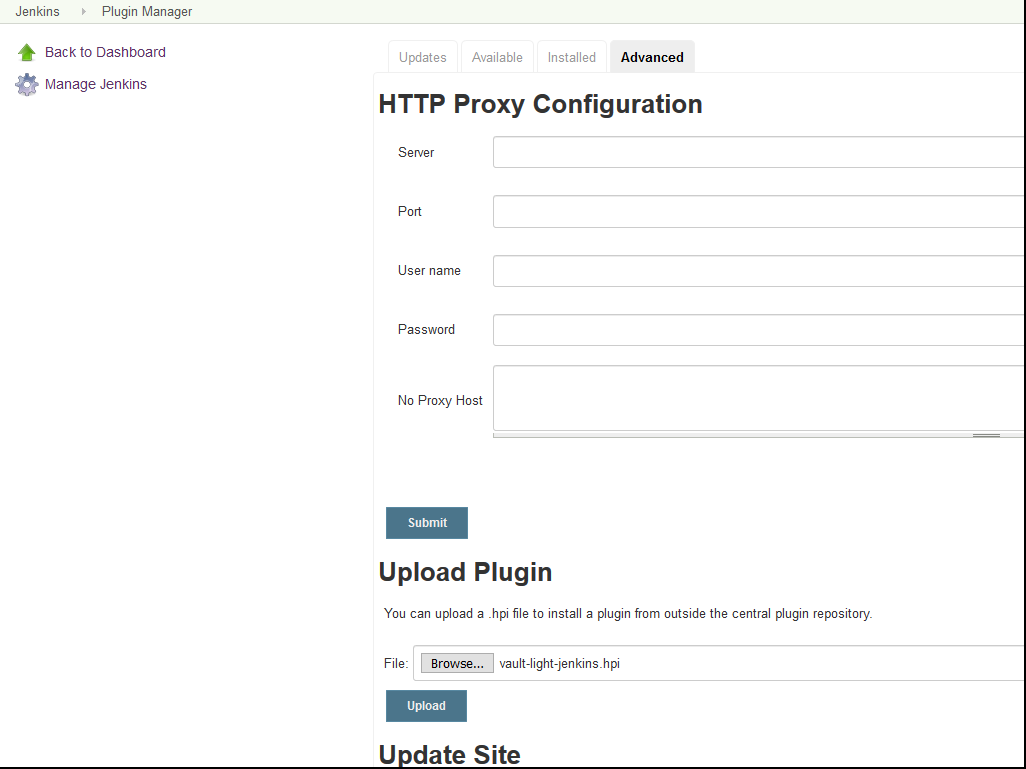 Jenkins Plugin Manager
Back to Dashboard
Manage Jenkins
Updates Available Installed Advanced
HTTP Proxy Configuration
Server
Port
User name
Password
No Proxy Host
Submit
Upload Plugin
You can upload a .hpi file to install a plugin from outside the central plugin repository.
File: Browse... vault-light-jenkins.hpi
Upload
Update Site